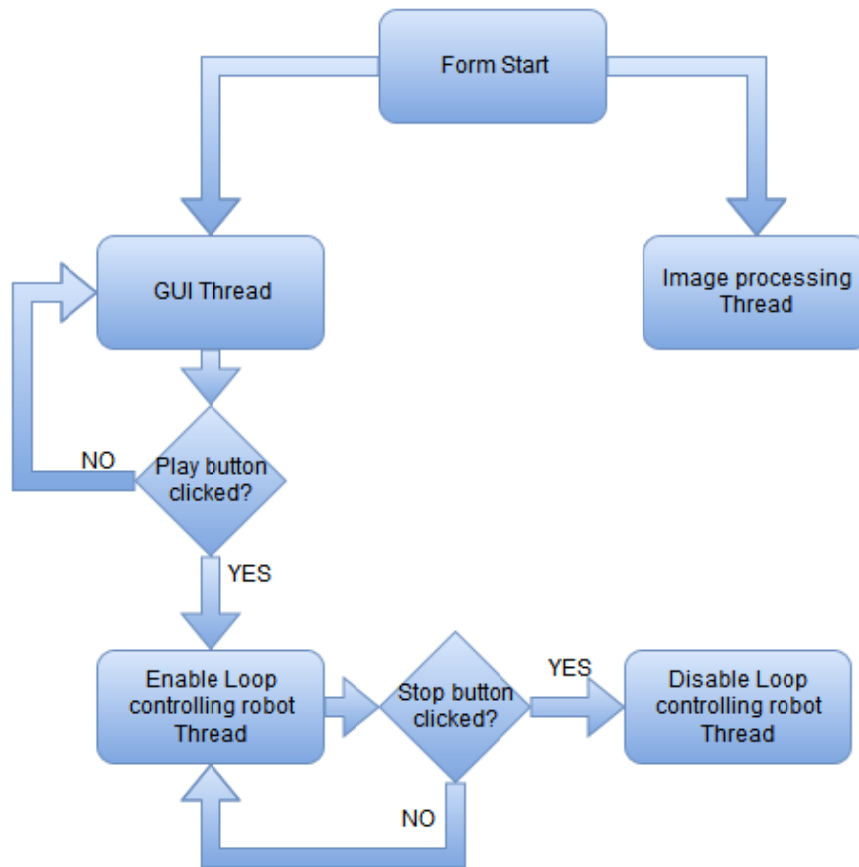 Form Start
GUI Thread
Image processing
Thread
NO
Play button
clicked?
YES
Enable Loop
controlling robot
Thread
Stop button
clicked?
YES
Disable Loop
controlling robot
Thread
NO